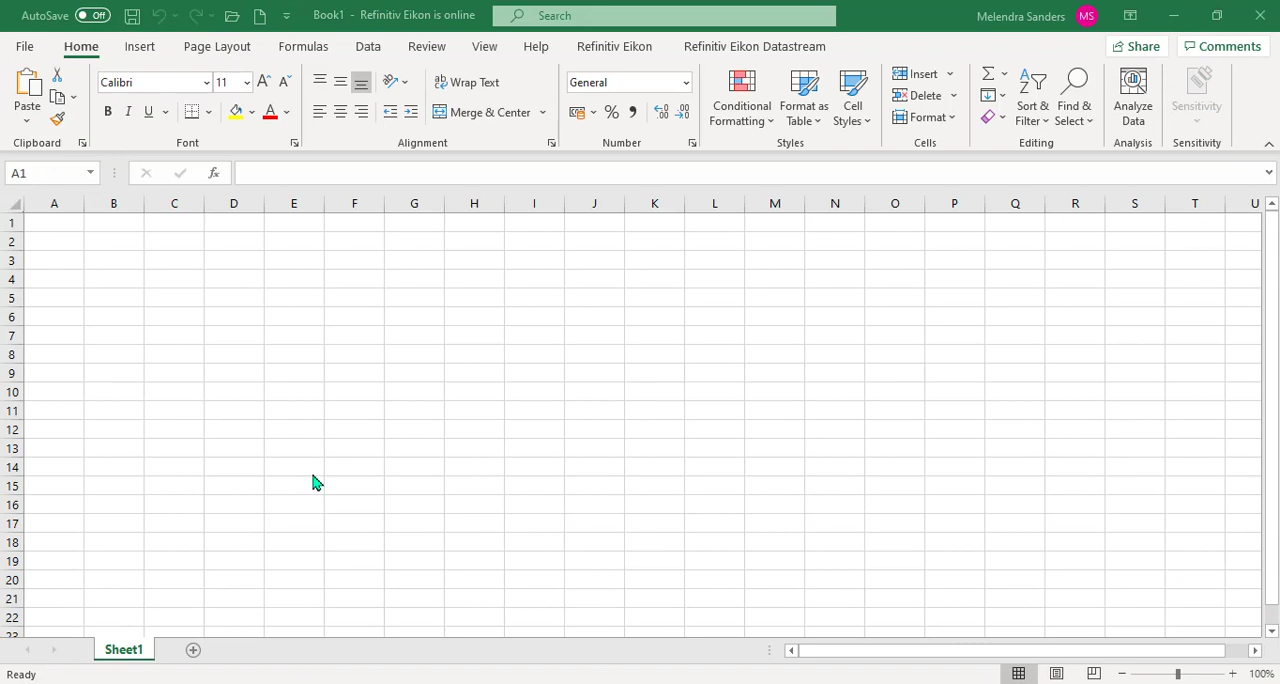 AutoSave Off Book1 - Refinitiv Eikon is online Search Melendra Sanders MS
File Home Insert Page Layout Formulas Data Review View Help Refinitiv Eikon Refinitiv Eikon Datastream Share Comments
Paste
Clipboard
Calibri 11
B I U
Font
Wrap Text
Merge & Center
Alignment
General
Number
Conditional Formatting
Format as Table
Cell Styles
Styles
Insert
Delete
Format
Cells
Sort & Filter
Find & Select
Editing
Analyze Data
Analysis
Sensitivity
Sensitivity
A1 fx
A B C D E F G H I J K L M N O P Q R S T U
1
2
3
4
5
6
7
8
9
10
11
12
13
14
15
16
17
18
19
20
21
22
23
Sheet1
Ready 100%